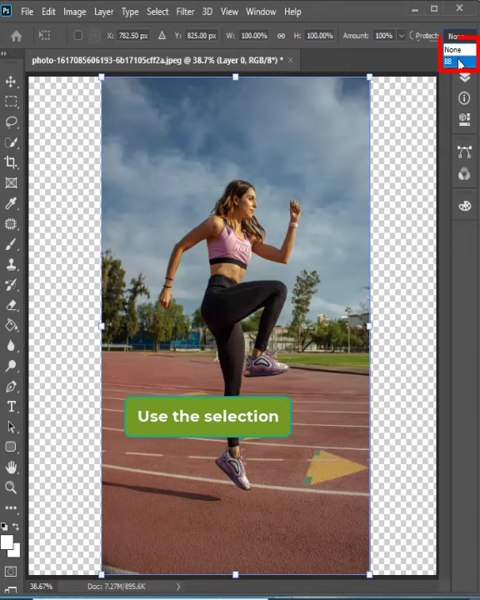 Ps File Edit Image Layer Type Select Filter 3D View Window Help
X: 782.50 px Y: 825.00 px W: 100.00% H: 100.00% Amount: 100% Protect: None
None
88
photo-1617085606193-6b17105cff2a.jpeg @ 38.7% (Layer 0, RGB/8*) *
Use the selection
38.67% Doc: 7.27M/895.6K